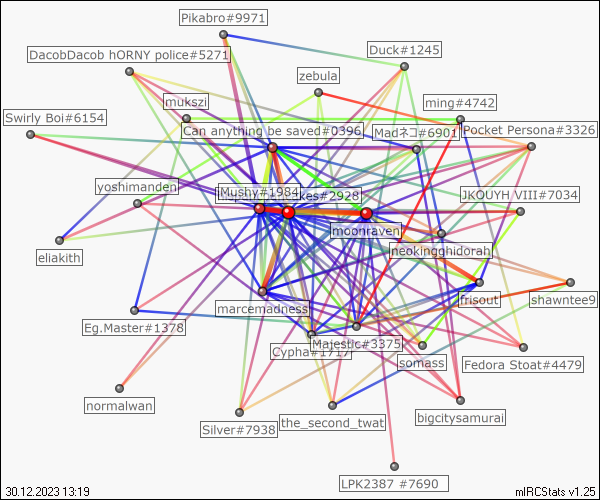 Pikabro#9971
Duck#1245
DacobDacob hORNY police#5271
zebula
mukszi
ming#4742
Swirly Boi#6154
Can anything be saved#0396
Madネコ#6901
Pocket Persona#3326
yoshimanden
Mushy#1984
kes#2928
JKOUYH VIII#7034
moonraven
eliakith
neokingghidorah
marcemadness
frisout
shawntee9
Eg.Master#1378
Cypha#1717
Majestic#3375
somass
Fedora Stoat#4479
normalwan
Silver#7938
the_second_twat
bigcitysamurai
LPK2387 #7690
30.12.2023 13:19
mIRCStats v1.25